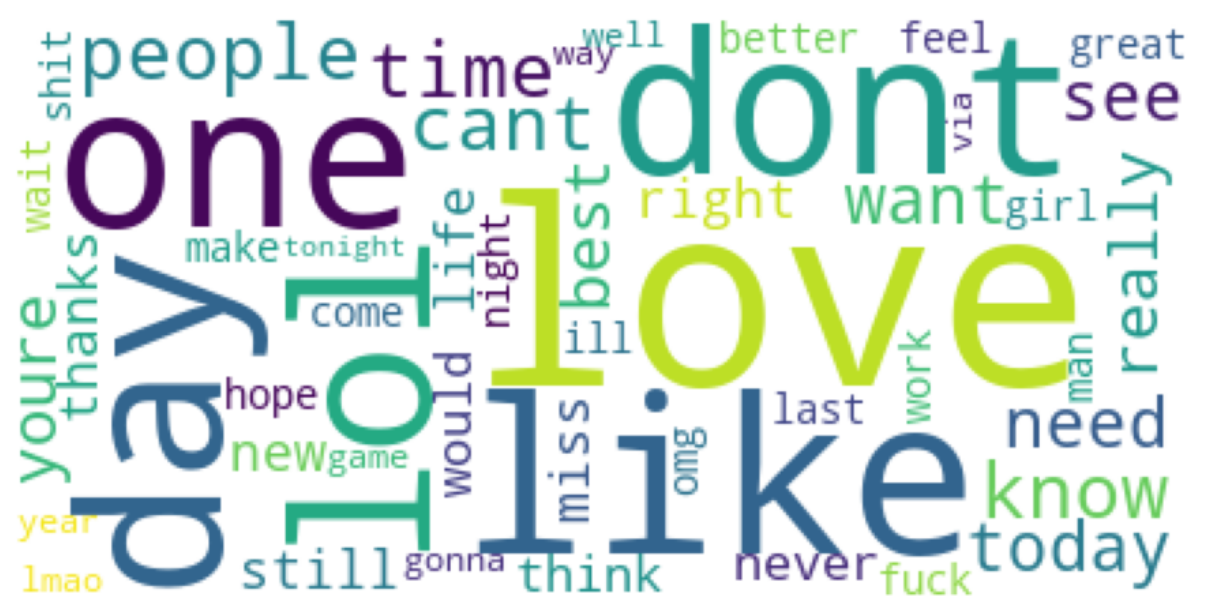 shit
people
time
way
well
dont
better
feel
great
see
via
one
cant
wait
right
want
girl
really
best
life
night
love
make
tonight
lol
come
day
thanks
youre
ill
hope
would
work
man
like
miss
omg
last
need
new
game
know
year
lmao
still
gonna
think
never
fuck
today